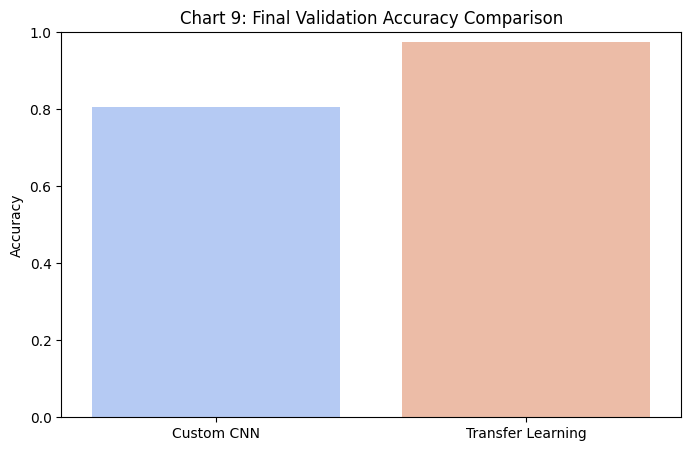 Chart 9: Final Validation Accuracy Comparison
1.0
0.8
0.6
0.4
0.2
0.0
Accuracy
Custom CNN
Transfer Learning